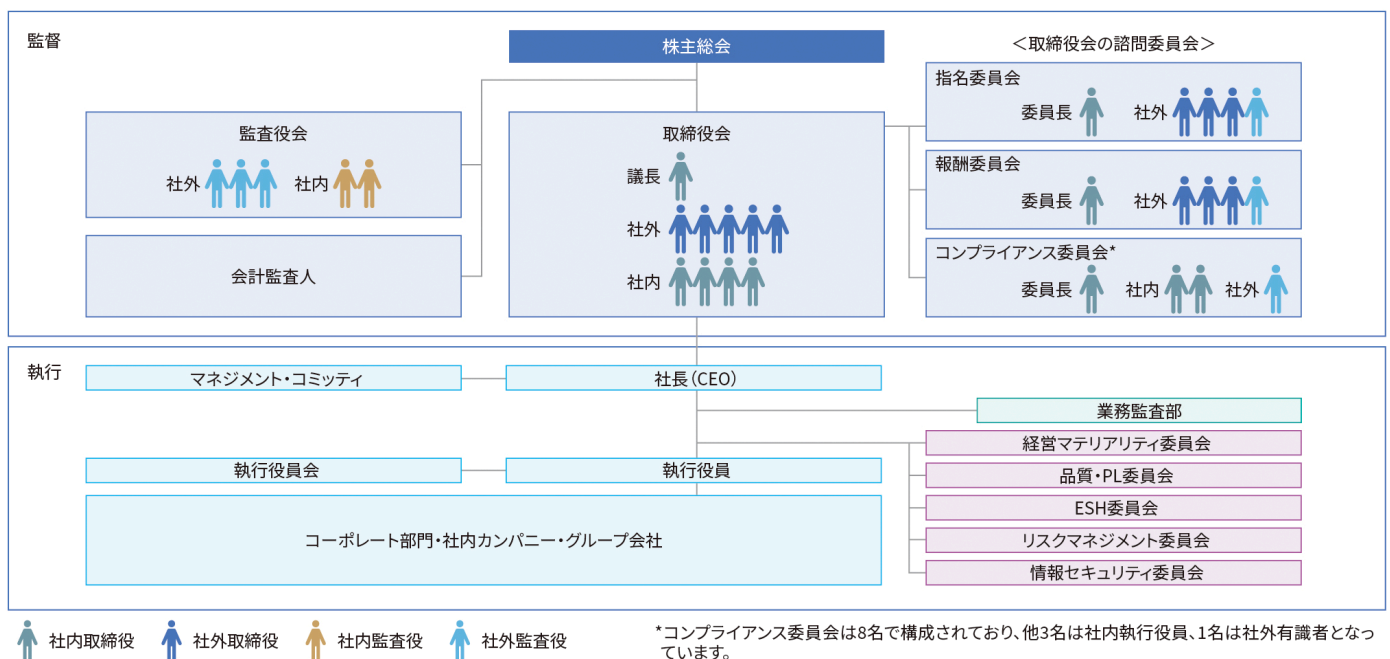 監督
株主総会
＜取締役会の諮問委員会＞
監査役会
社外
社内
会計監査人
取締役会
議長
社外
社内
指名委員会
委員長 社外
報酬委員会
委員長 社外
コンプライアンス委員会*
委員長 社内 社外
執行
マネジメント・コミッティ
社長（CEO）
業務監査部
経営マテリアリティ委員会
執行役員会
執行役員
品質・PL委員会
ESH委員会
コーポレート部門・社内カンパニー・グループ会社
リスクマネジメント委員会
情報セキュリティ委員会
社内取締役 社外取締役 社内監査役 社外監査役
*コンプライアンス委員会は8名で構成されており、他3名は社内執行役員、1名は社外有識者となっ
ています。